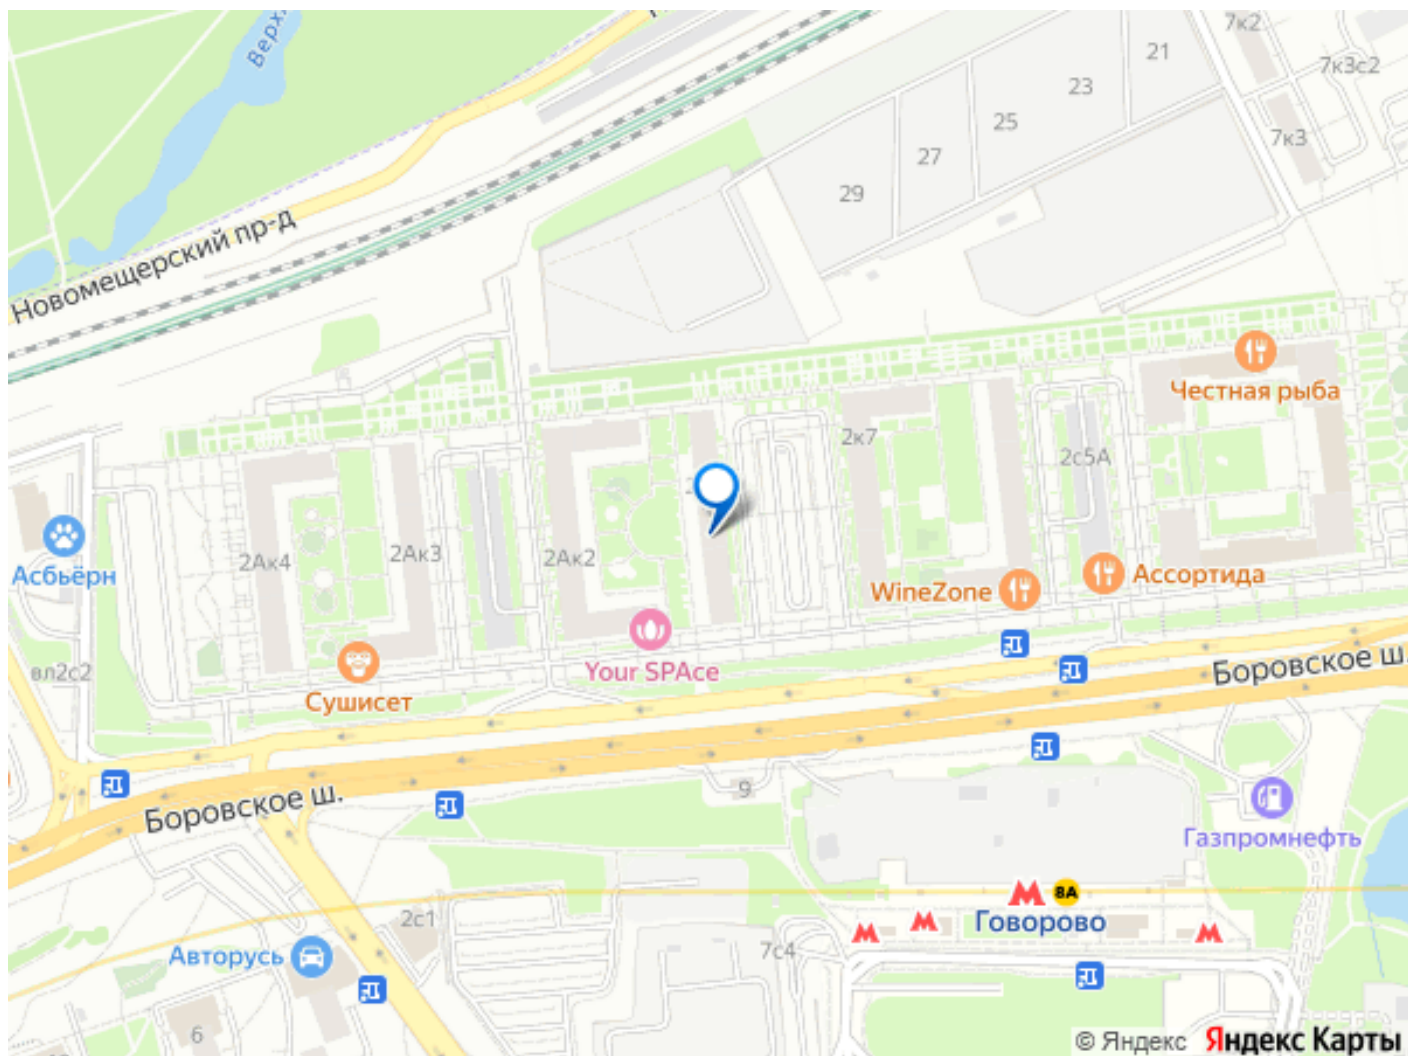 Верх
7к2
21
7к3с2
23
25
7к3
27
29
Новомещерский пр-д
Честная рыба
2к7
2с5А
2Ак4
2Ак3
2Ак2
Асбьёрн
WineZone
Ассортида
Your SPAce
вл2с2
Сушисет
Боровское ш.
9
Боровское ш.
Газпромнефть
8А
Говорово
2с1
7с4
Авторусь
6
© Яндекс Яндекс Карты